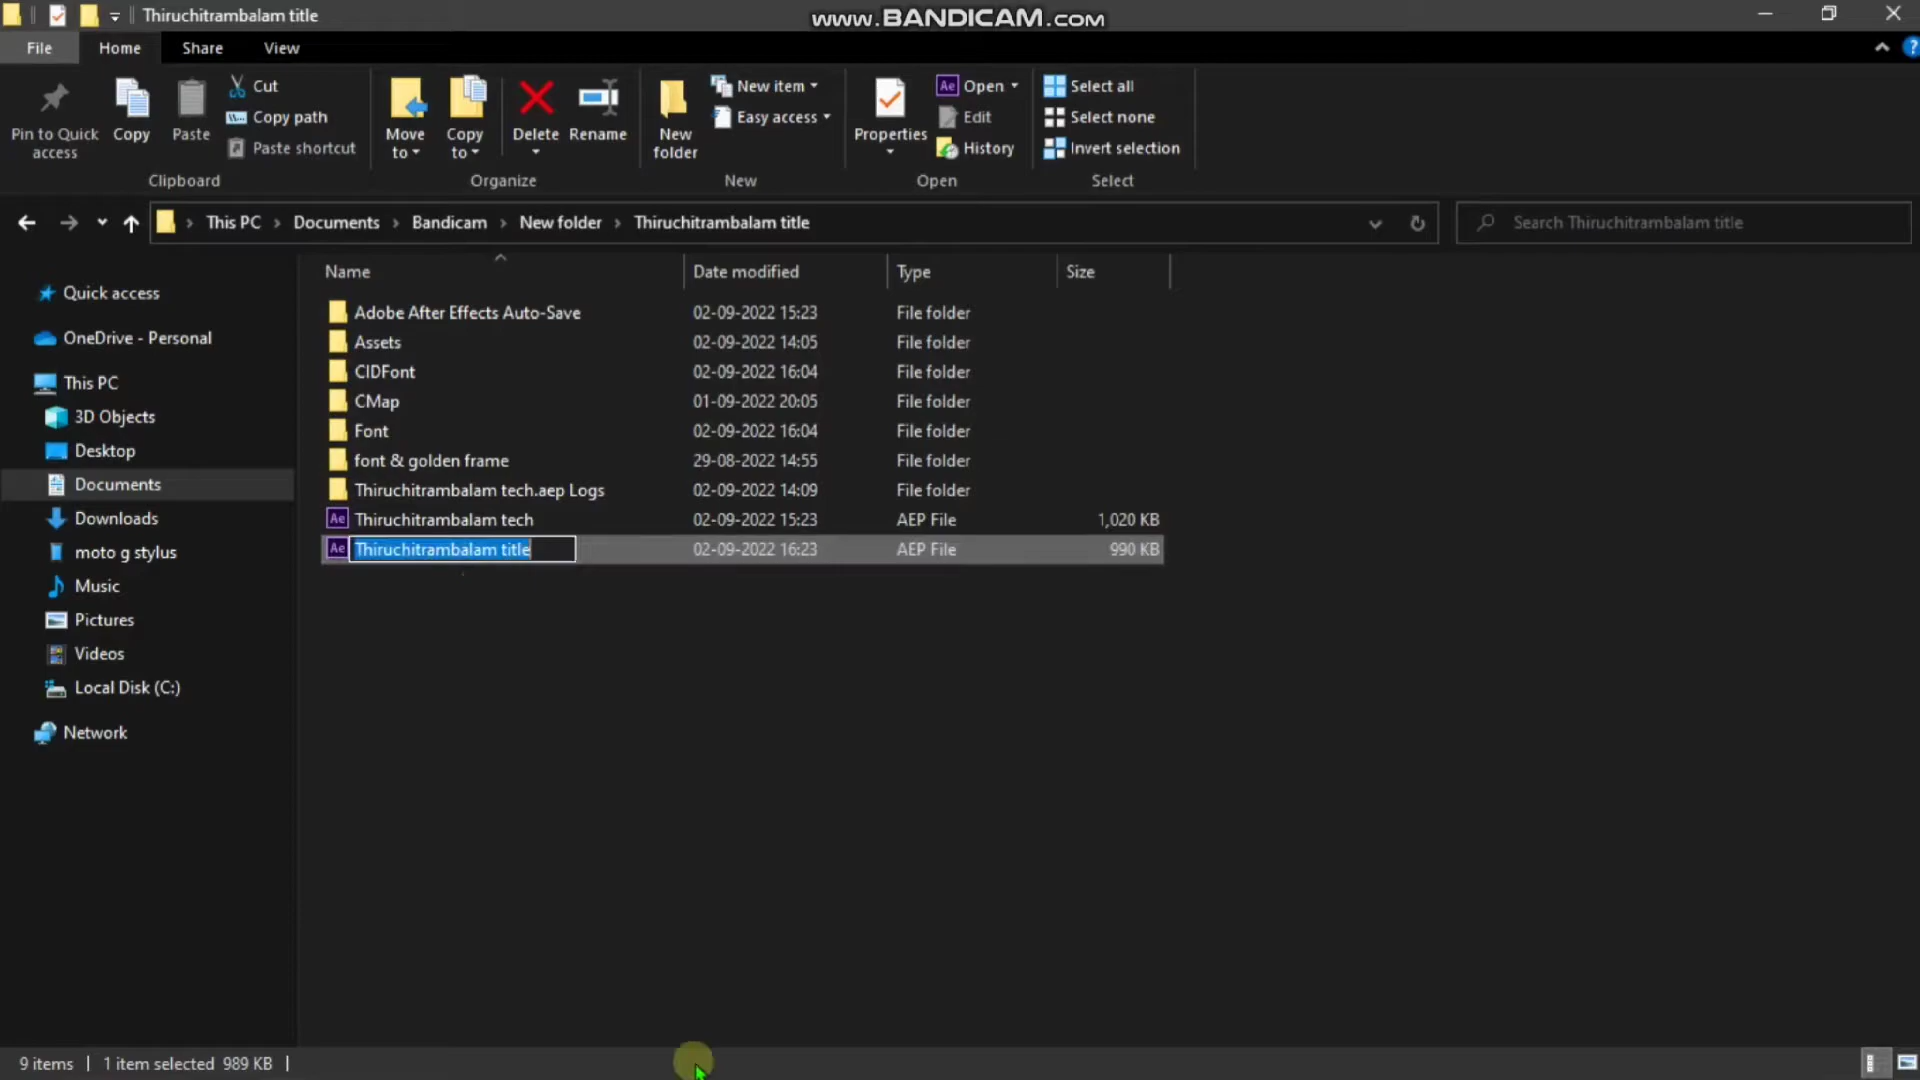 Thiruchitrambalam title
www.BANDICAM.com
File Home Share View
Pin to Quick access
Copy
Paste
Cut
Copy path
Paste shortcut
Clipboard
Move to
Copy to
Delete
Rename
Organize
New folder
New item
Easy access
New
Properties
Open
Edit
History
Open
Select all
Select none
Invert selection
Select
This PC > Documents > Bandicam > New folder > Thiruchitrambalam title
Search Thiruchitrambalam title
Quick access
OneDrive - Personal
This PC
3D Objects
Desktop
Documents
Downloads
moto g stylus
Music
Pictures
Videos
Local Disk (C:)
Network
Name Date modified Type Size
Adobe After Effects Auto-Save 02-09-2022 15:23 File folder
Assets 02-09-2022 14:05 File folder
CIDFont 02-09-2022 16:04 File folder
CMap 01-09-2022 20:05 File folder
Font 02-09-2022 16:04 File folder
font & golden frame 29-08-2022 14:55 File folder
Thiruchitrambalam tech.aep Logs 02-09-2022 14:09 File folder
Ae Thiruchitrambalam tech 02-09-2022 15:23 AEP File 1,020 KB
Ae Thiruchitrambalam title 02-09-2022 16:23 AEP File 990 KB
9 items 1 item selected 989 KB